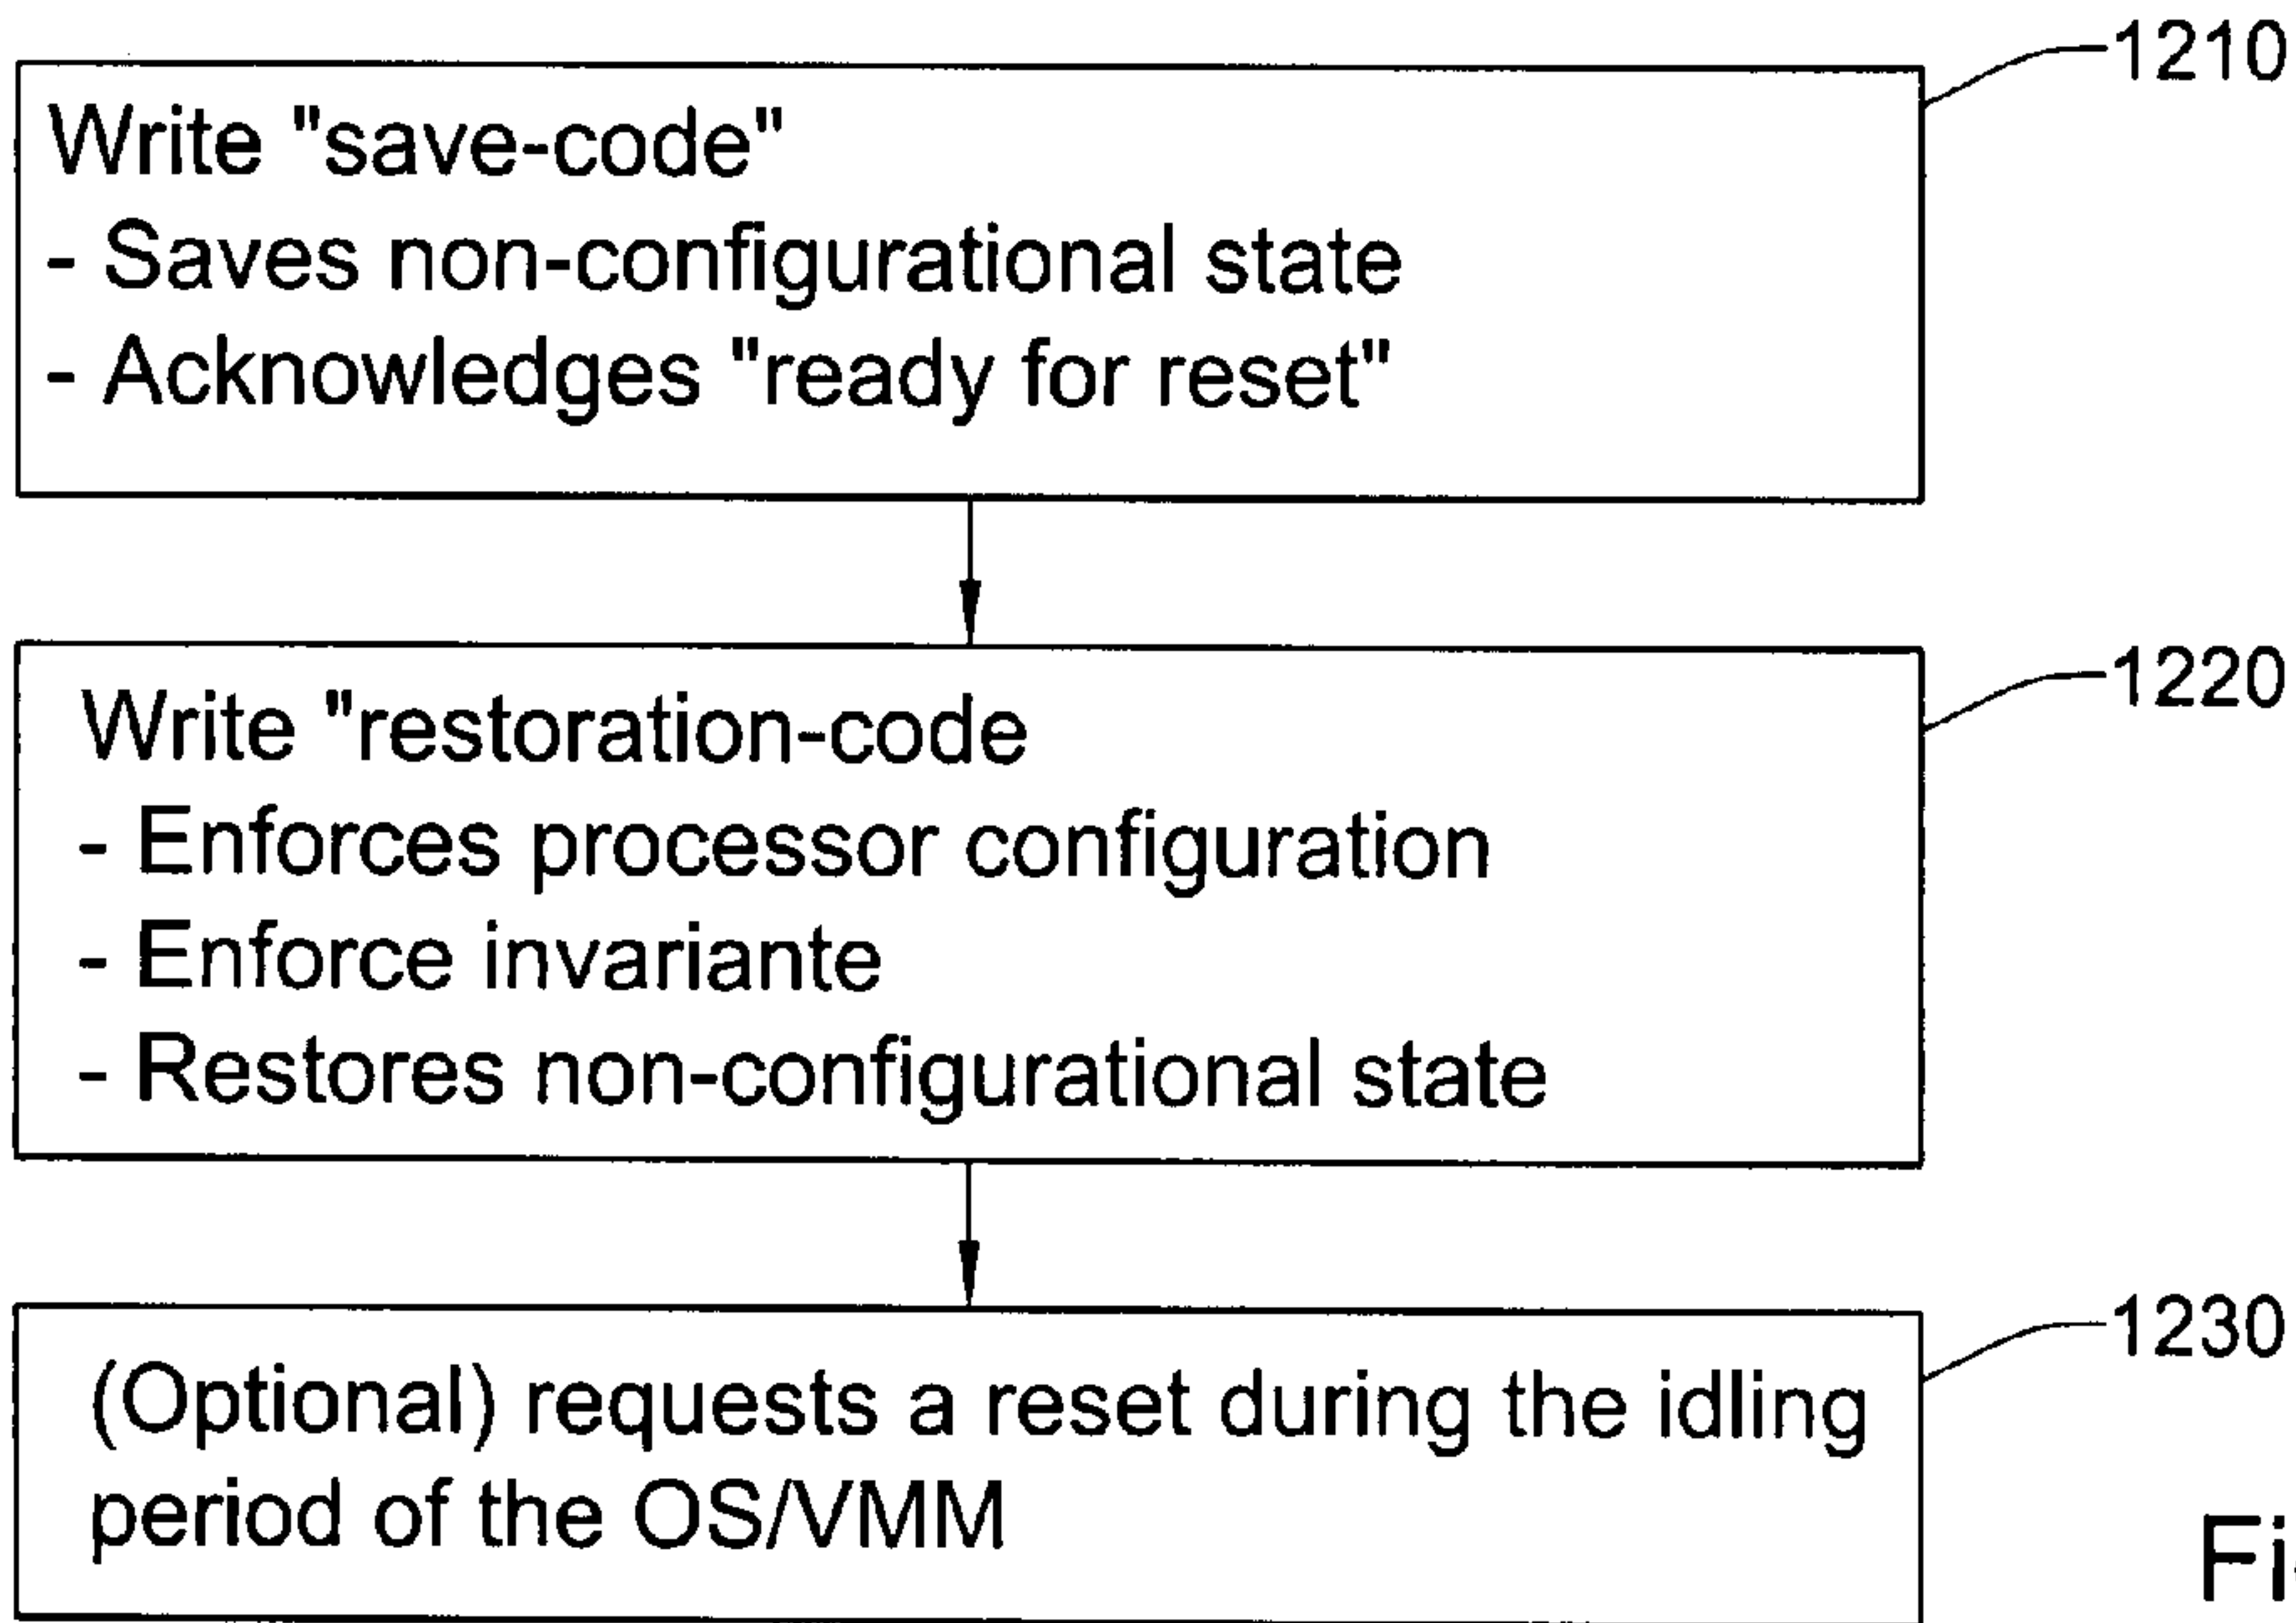 1210
Write "save-code"
- Saves non-configurational state
- Acknowledges "ready for reset"
1220
Write "restoration-code
- Enforces processor configuration
- Enforce invariante
- Restores non-configurational state
1230
(Optional) requests a reset during the idling
period of the OS/VMM